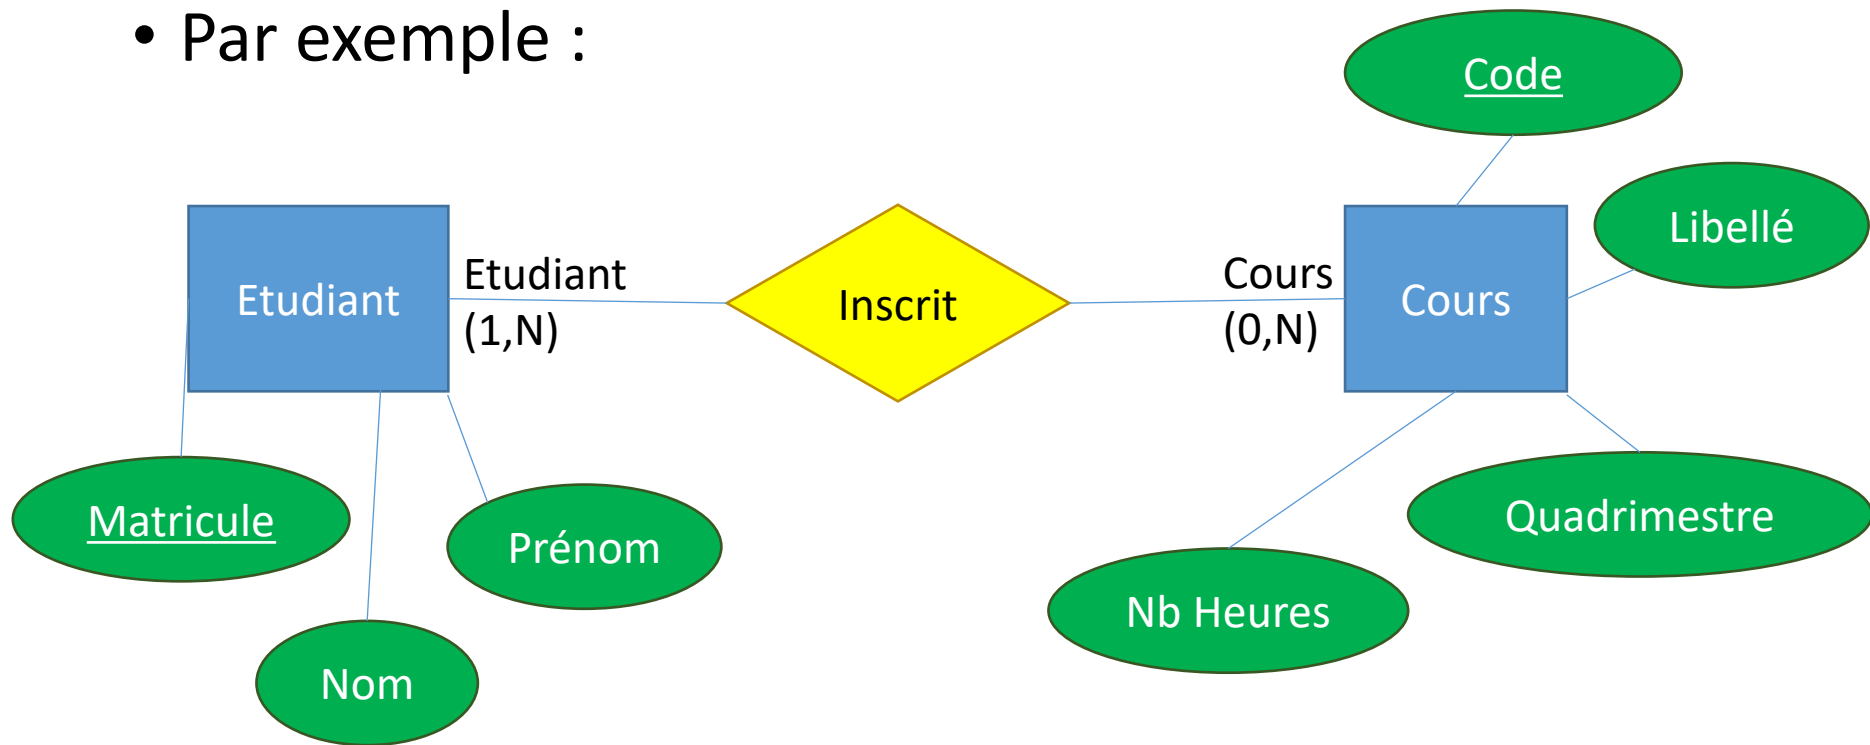 • Par exemple :
Code
Libellé
Etudiant
Etudiant
(1,N)
Inscrit
Cours
(0,N)
Cours
Matricule
Prénom
Quadrimestre
Nb Heures
Nom